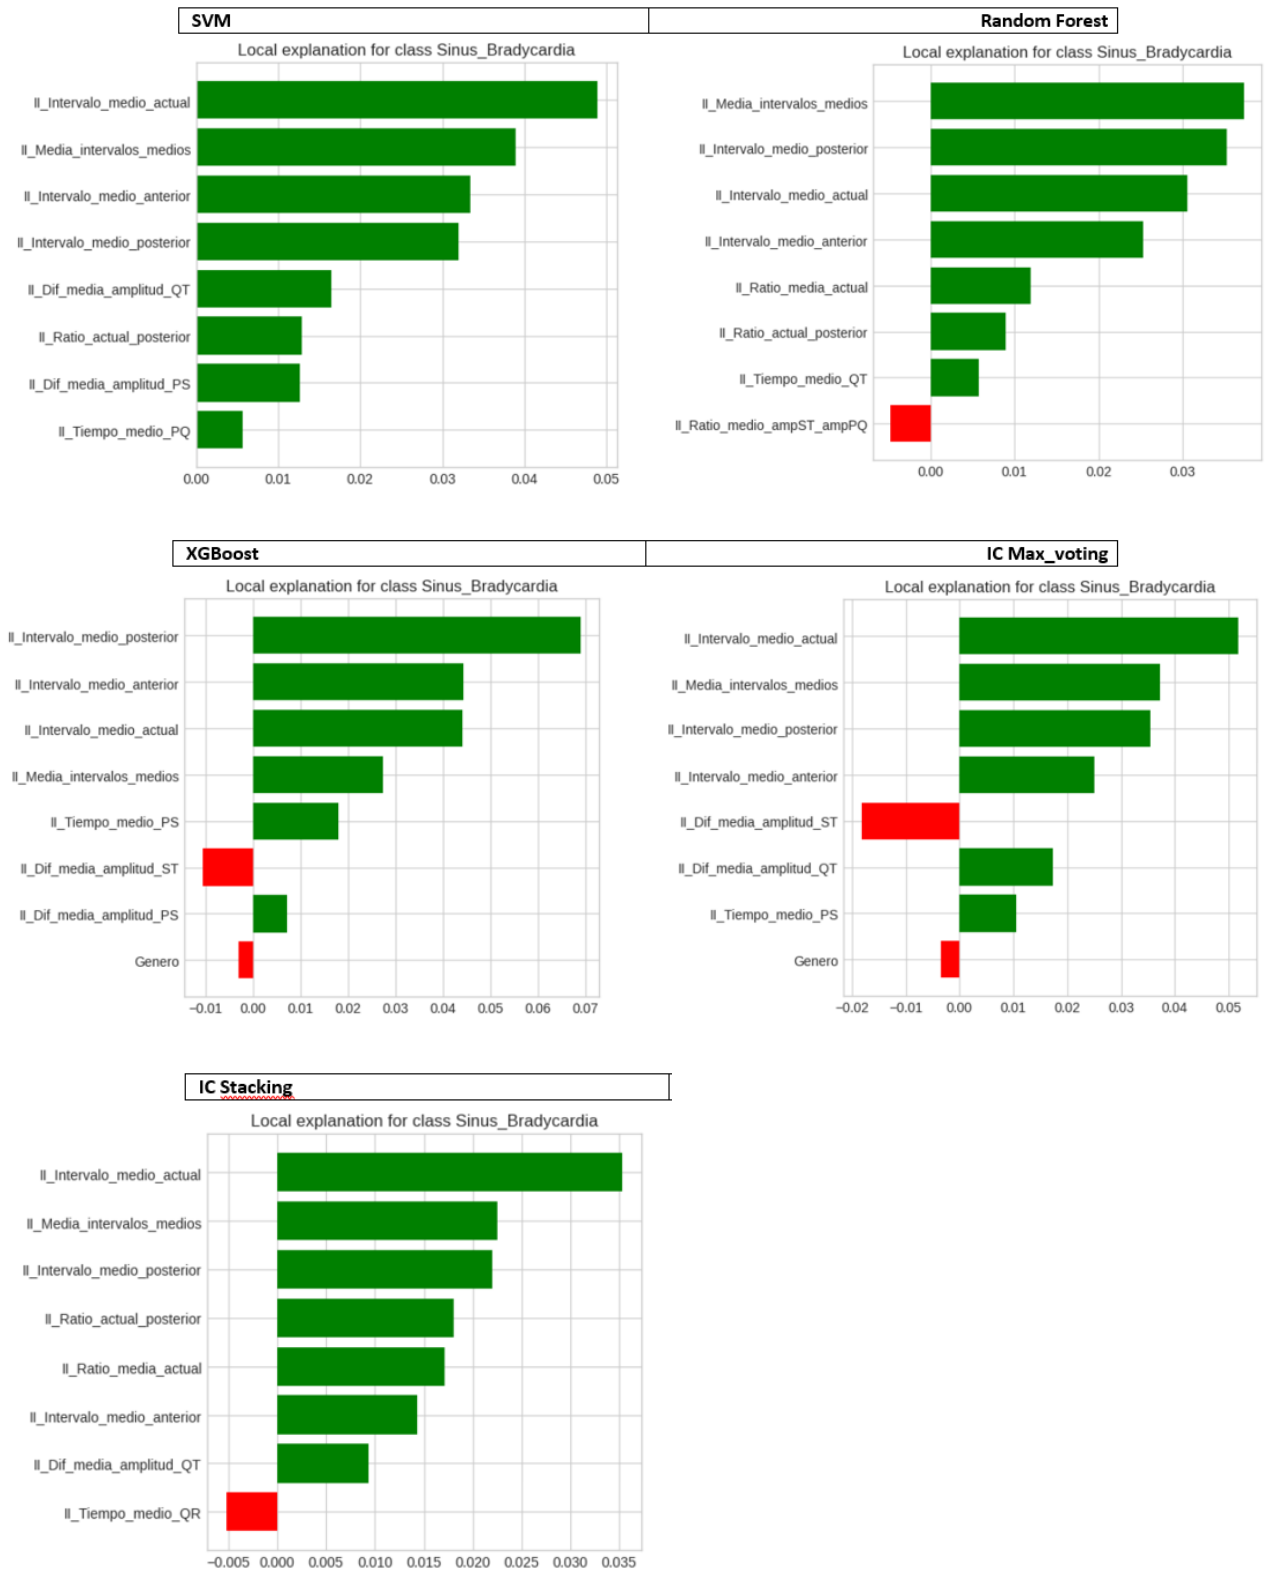 SVM
Random Forest
Local explanation for class Sinus_Bradycardia
II_Intervalo_medio_actual
II_Media_intervalos_medios
II_Intervalo_medio_anterior
II_Intervalo_medio_posterior
II_Dif_media_amplitud_QT
II_Ratio_actual_posterior
II_Dif_media_amplitud_PS
II_Tiempo_medio_PQ
0.00 0.01 0.02 0.03 0.04 0.05
Local explanation for class Sinus_Bradycardia
II_Media_intervalos_medios
II_Intervalo_medio_posterior
II_Intervalo_medio_actual
II_Intervalo_medio_anterior
II_Ratio_media_actual
II_Ratio_actual_posterior
II_Tiempo_medio_QT
II_Ratio_medio_ampST_ampPQ
0.00 0.01 0.02 0.03
XGBoost
IC Max_voting
Local explanation for class Sinus_Bradycardia
II_Intervalo_medio_posterior
II_Intervalo_medio_anterior
II_Intervalo_medio_actual
II_Media_intervalos_medios
II_Tiempo_medio_PS
II_Dif_media_amplitud_ST
II_Dif_media_amplitud_PS
Genero
−0.01 0.00 0.01 0.02 0.03 0.04 0.05 0.06 0.07
Local explanation for class Sinus_Bradycardia
II_Intervalo_medio_actual
II_Media_intervalos_medios
II_Intervalo_medio_posterior
II_Intervalo_medio_anterior
II_Dif_media_amplitud_ST
II_Dif_media_amplitud_QT
II_Tiempo_medio_PS
Genero
−0.02 −0.01 0.00 0.01 0.02 0.03 0.04 0.05
IC Stacking
Local explanation for class Sinus_Bradycardia
II_Intervalo_medio_actual
II_Media_intervalos_medios
II_Intervalo_medio_posterior
II_Ratio_actual_posterior
II_Ratio_media_actual
II_Intervalo_medio_anterior
II_Dif_media_amplitud_QT
II_Tiempo_medio_QR
−0.005 0.000 0.005 0.010 0.015 0.020 0.025 0.030 0.035